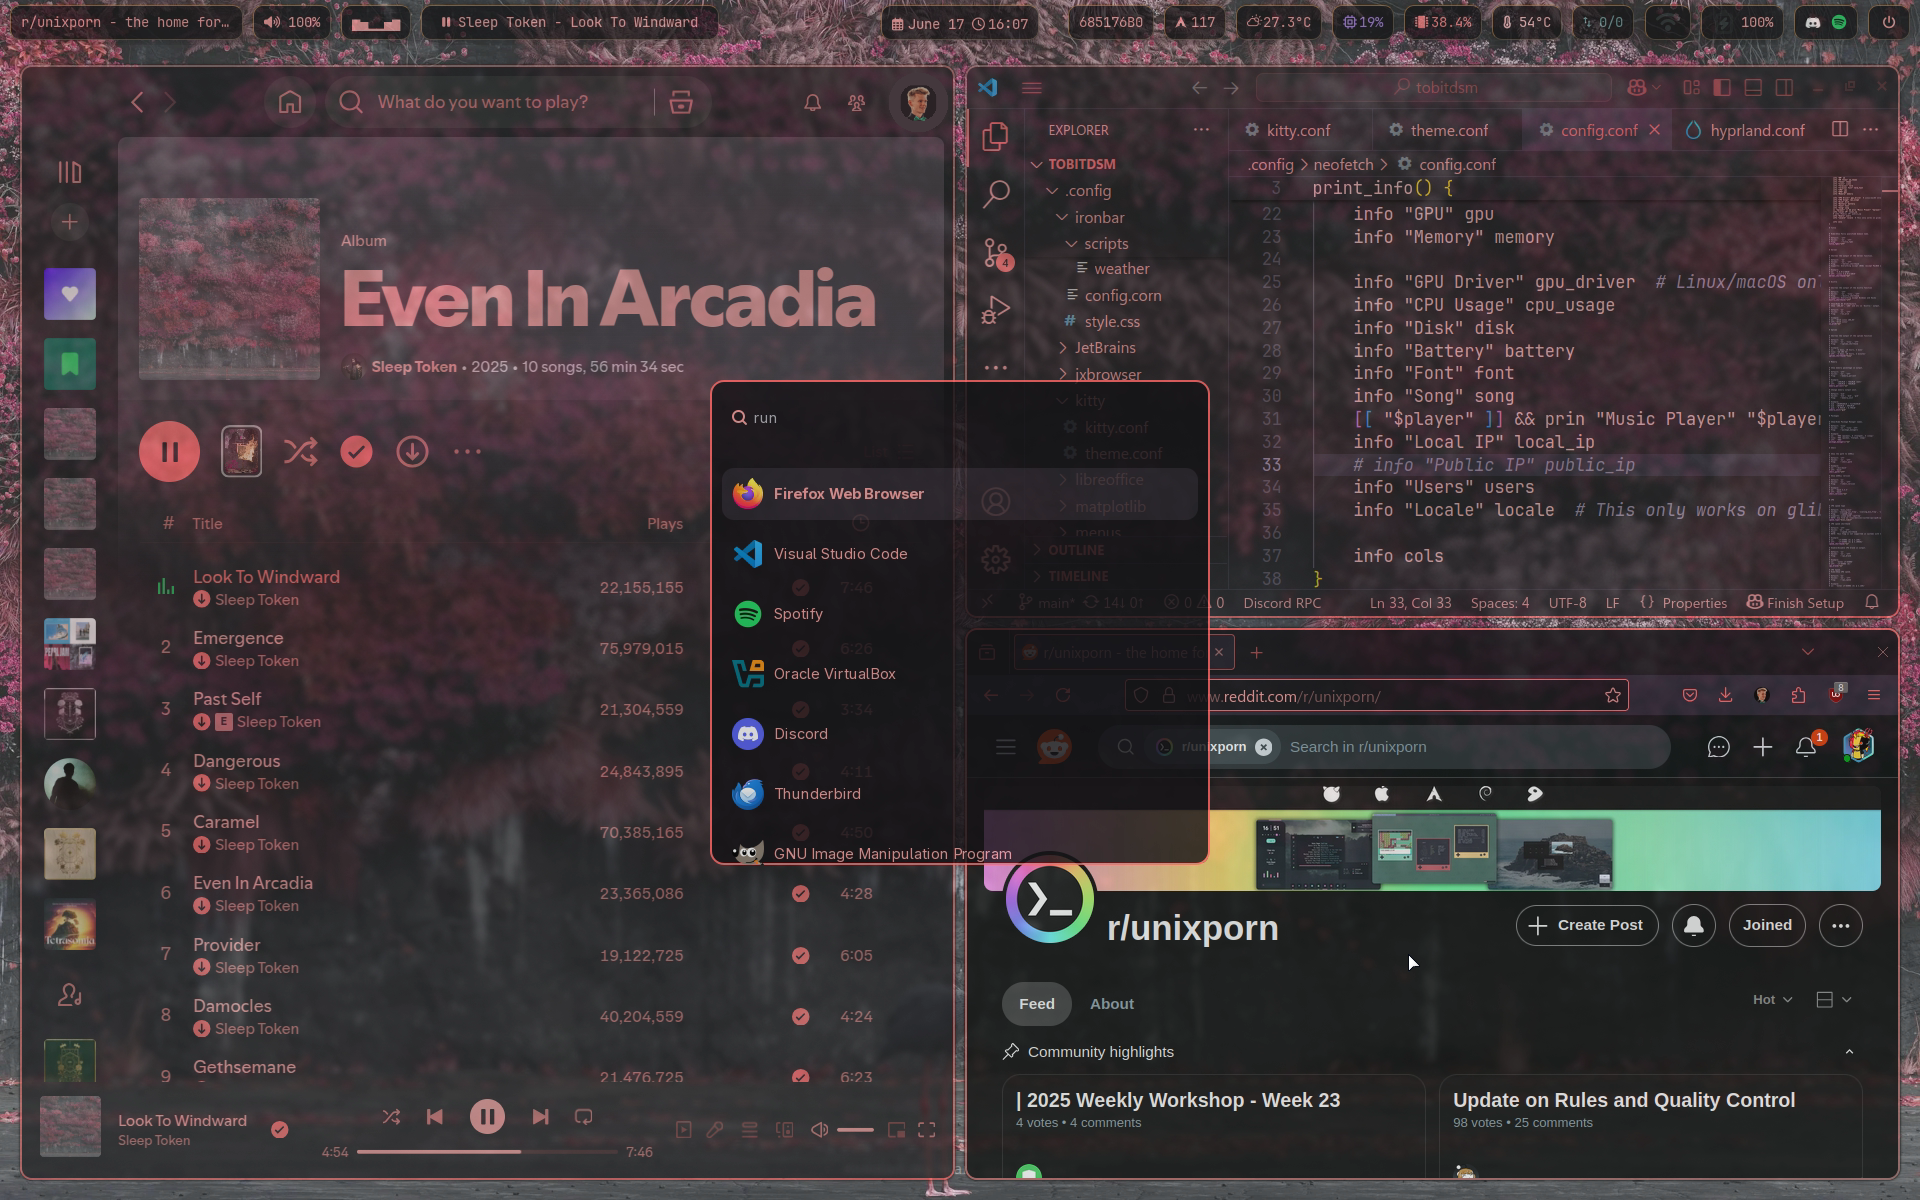 r/unixporn - the home for…
100%
Sleep Token - Look To Windward
June 17 16:07
68517680
117
27.3°C
19%
38.4%
54°C
0/0
100%
What do you want to play?
Album
Even In Arcadia
Sleep Token • 2025 • 10 songs, 56 min 34 sec
# Title Plays
Look To Windward 22,155,155 7:46
Sleep Token
2 Emergence 75,979,015 6:26
Sleep Token
3 Past Self 21,304,559 3:34
E Sleep Token
4 Dangerous 24,843,895 4:11
Sleep Token
5 Caramel 70,385,165 4:50
Sleep Token
6 Even In Arcadia 23,365,086 4:28
Sleep Token
7 Provider 19,122,725 6:05
Sleep Token
8 Damocles 40,204,559 4:24
Sleep Token
9 Gethsemane 21,476,725 6:23
Tetrasomia
Look To Windward
Sleep Token
4:54 7:46
run
Firefox Web Browser
Visual Studio Code
Spotify
Oracle VirtualBox
Discord
Thunderbird
GNU Image Manipulation Program
tobitdsm
EXPLORER
TOBITDSM
.config
ironbar
scripts
weather
config.corn
style.css
JetBrains
jxbrowser
kitty
kitty.conf
theme.conf
libreoffice
matplotlib
menus
OUTLINE
TIMELINE
4
kitty.conf theme.conf config.conf hyprland.conf
.config > neofetch > config.conf
3 print_info() {
22 info "GPU" gpu
23 info "Memory" memory
24
25 info "GPU Driver" gpu_driver # Linux/macOS on
26 info "CPU Usage" cpu_usage
27 info "Disk" disk
28 info "Battery" battery
29 info "Font" font
30 info "Song" song
31 [[ "$player" ]] && prin "Music Player" "$player
32 info "Local IP" local_ip
33 # info "Public IP" public_ip
34 info "Users" users
35 info "Locale" locale # This only works on glib
36
37 info cols
38 }
main* 14↓ 0↑ 0 0 Discord RPC Ln 33, Col 33 Spaces: 4 UTF-8 LF {} Properties Finish Setup
r/unixporn - the home fo
www.reddit.com/r/unixporn/
8
r/unixporn Search in r/unixporn
1
r/unixporn
Create Post
Joined
Feed About
Hot
Community highlights
| 2025 Weekly Workshop - Week 23
4 votes • 4 comments
Update on Rules and Quality Control
98 votes • 25 comments